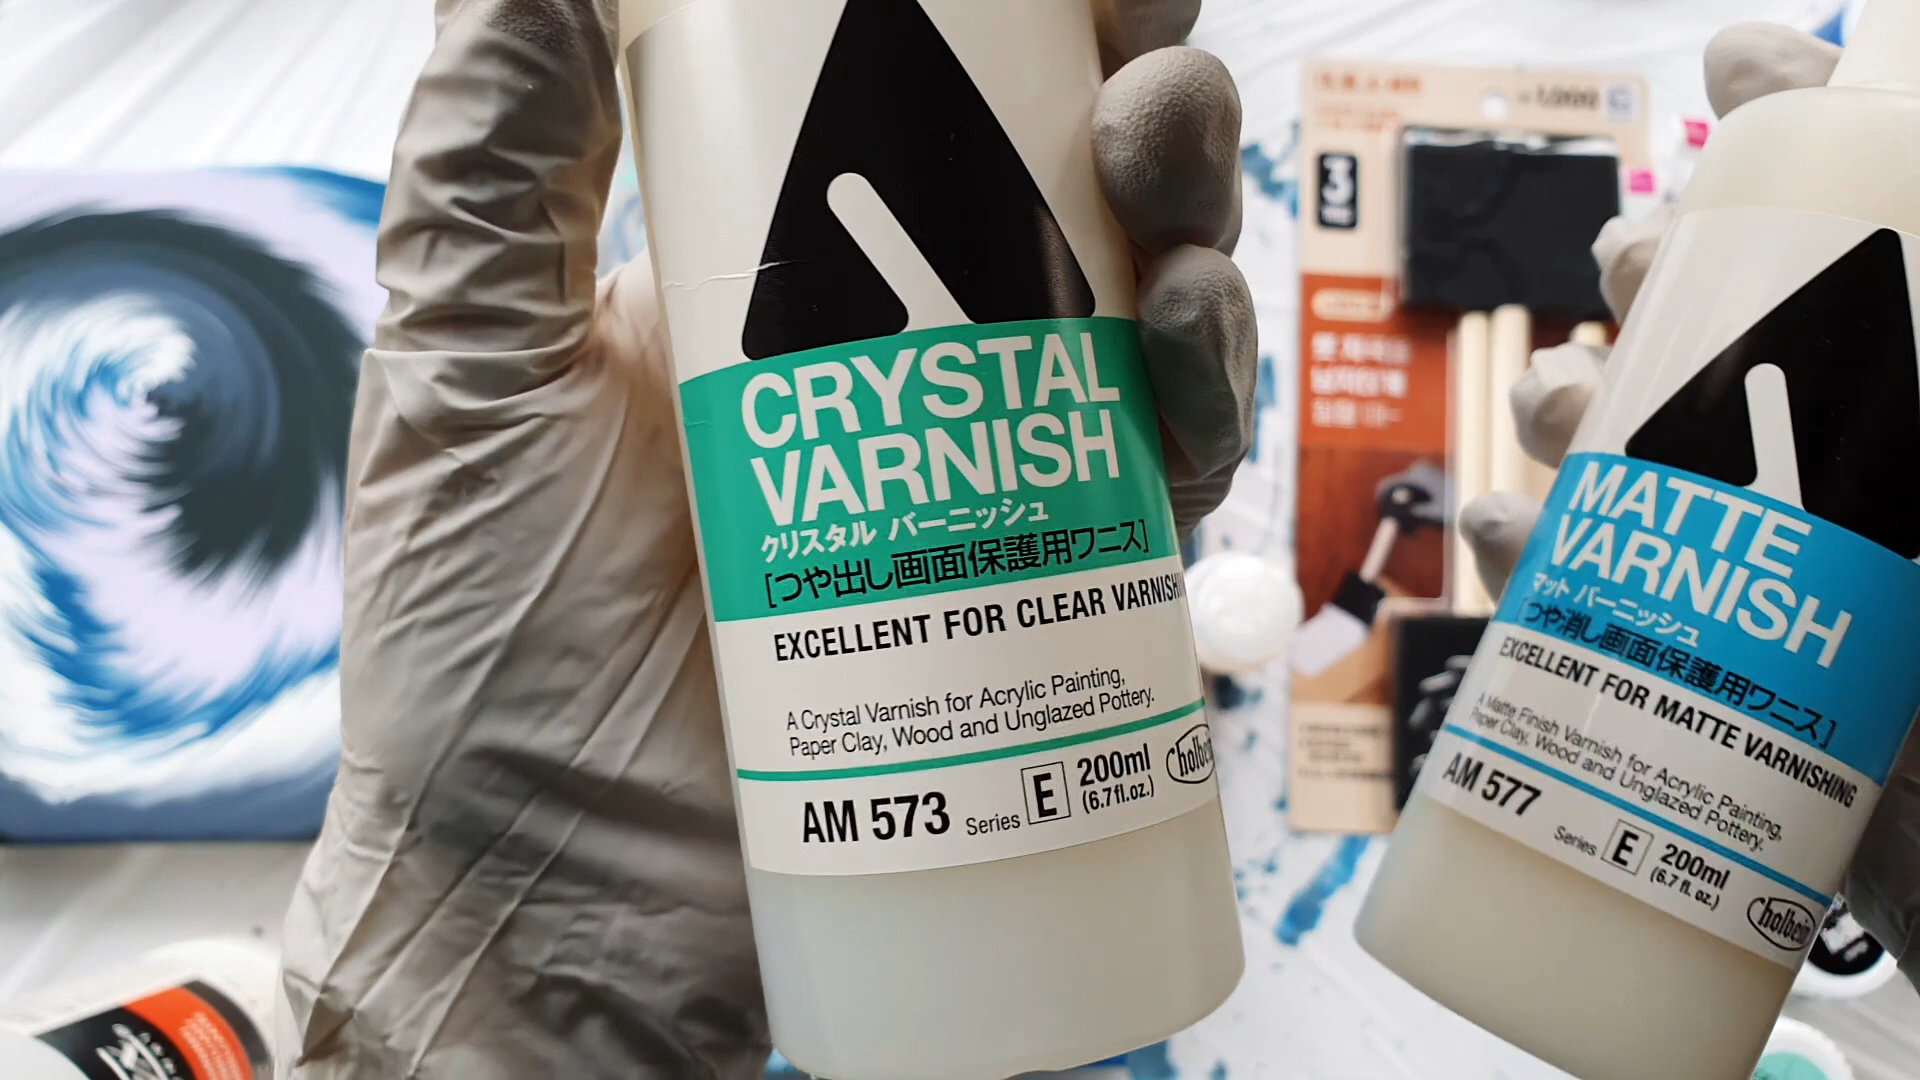 CRYSTAL
VARNISH
クリスタル バーニッシュ
[つや出し画面保護用ワニス]
EXCELLENT FOR CLEAR
A Crystal Varnish for Acrylic Painting,
Paper Clay, Wood and Unglazed Pottery.
AM 573 Series E 200ml
(6.7 fl.oz.)
holbein
MATTE
VARNISH
マット バーニッシュ
[つや消し画面保護用ワニス]
EXCELLENT FOR MATTE VARNISHING
A Matte Finish Varnish for Acrylic Painting,
Paper Clay, Wood and Unglazed Pottery.
AM 577 Series E 200ml
(6.7 fl. oz.)
holbein
3